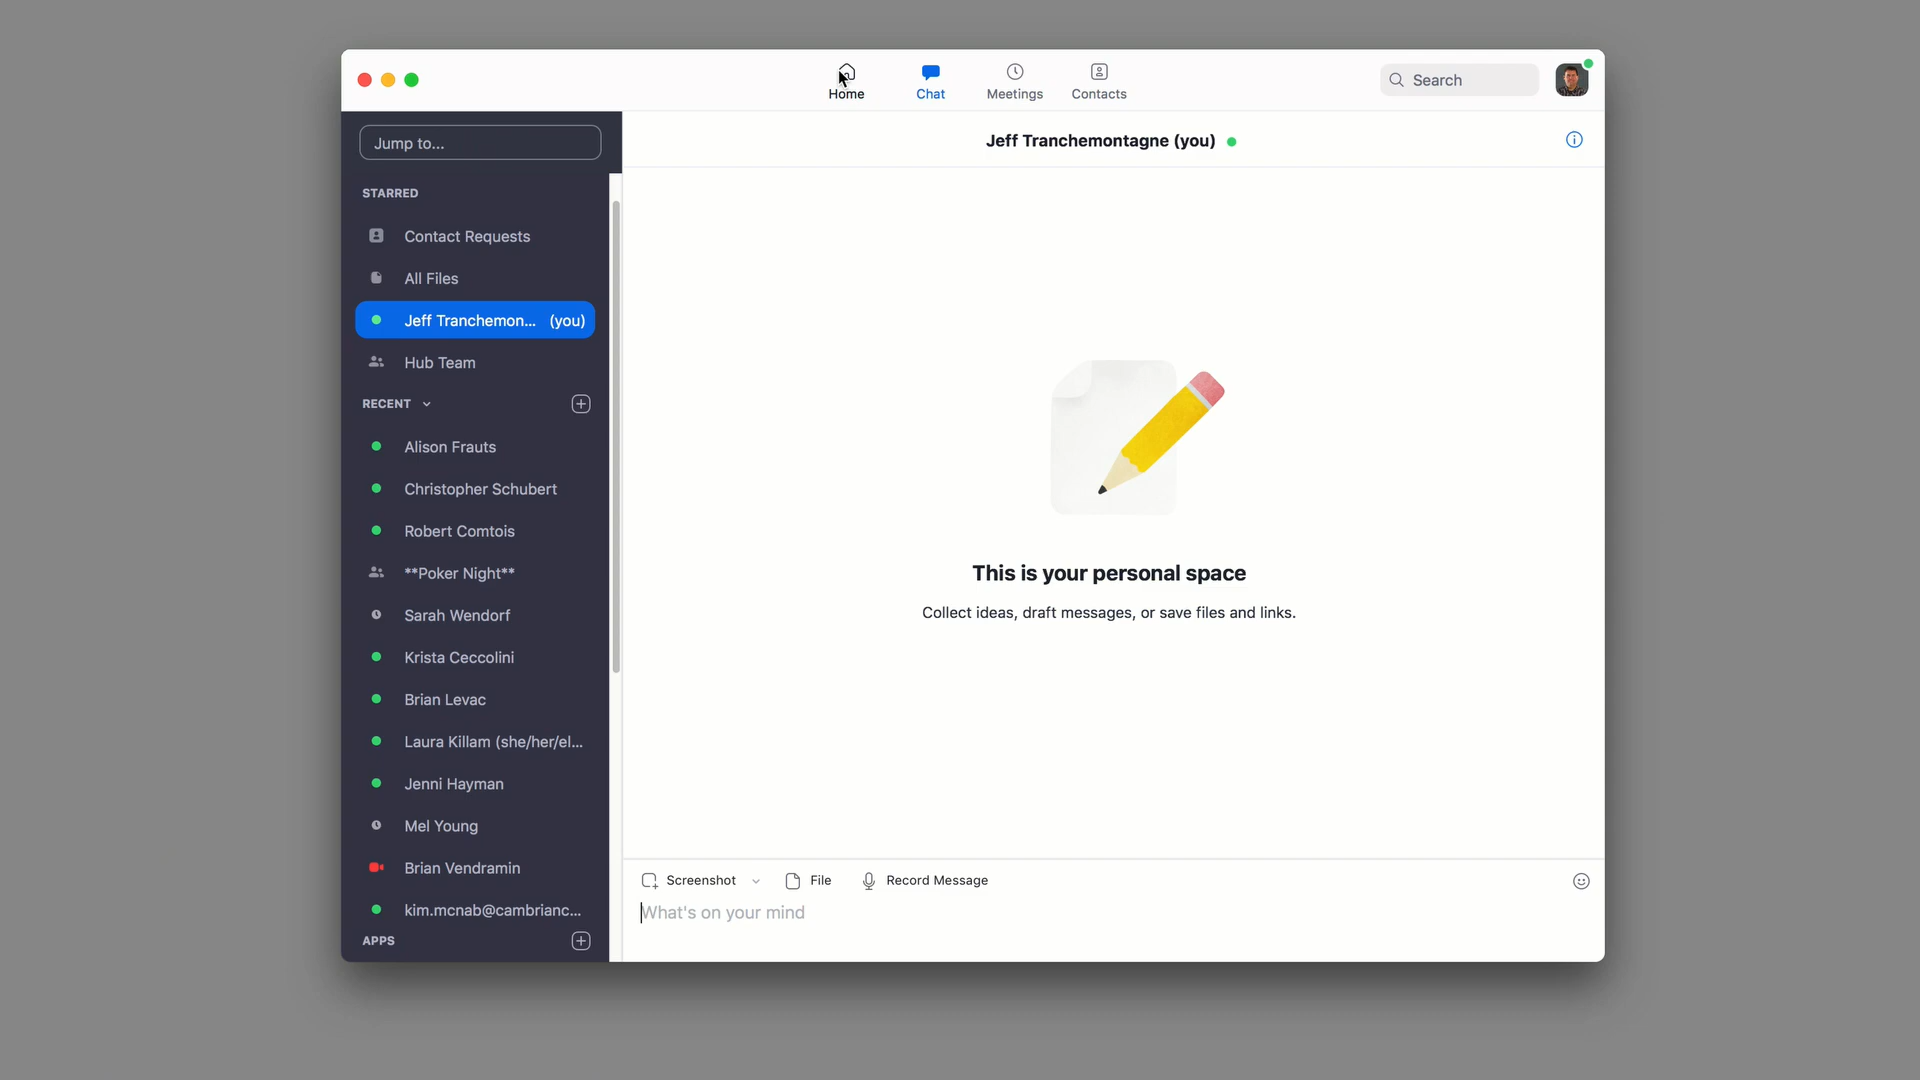 Home
Chat
Meetings
Contacts
Search
Jump to...
Jeff Tranchemontagne (you)
STARRED
Contact Requests
All Files
Jeff Tranchemon... (you)
Hub Team
RECENT
Alison Frauts
Christopher Schubert
Robert Comtois
**Poker Night**
Sarah Wendorf
Krista Ceccolini
Brian Levac
Laura Killam (she/her/el...
Jenni Hayman
Mel Young
Brian Vendramin
kim.mcnab@cambrianc...
APPS
This is your personal space
Collect ideas, draft messages, or save files and links.
Screenshot
File
Record Message
What's on your mind